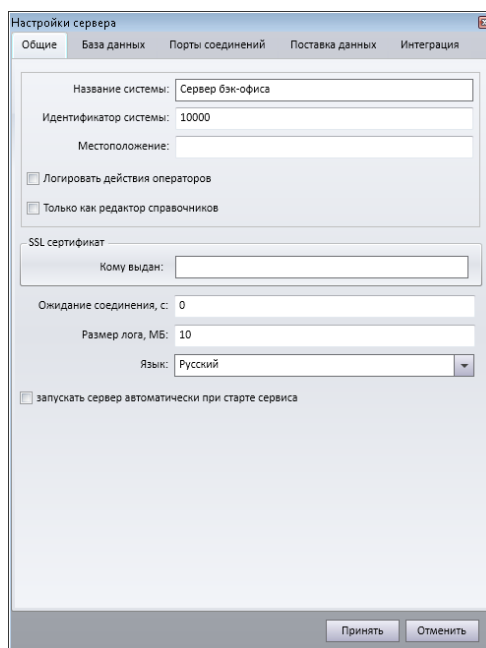 Настройки сервера
Общие База данных Порты соединений Поставка данных Интеграция
Название системы: Сервер бэк-офиса
Идентификатор системы: 10000
Местоположение:
Логировать действия операторов
Только как редактор справочников
SSL сертификат
Кому выдан:
Ожидание соединения, с: 0
Размер лога, МБ: 10
Язык: Русский
запускать сервер автоматически при старте сервиса
Принять Отменить